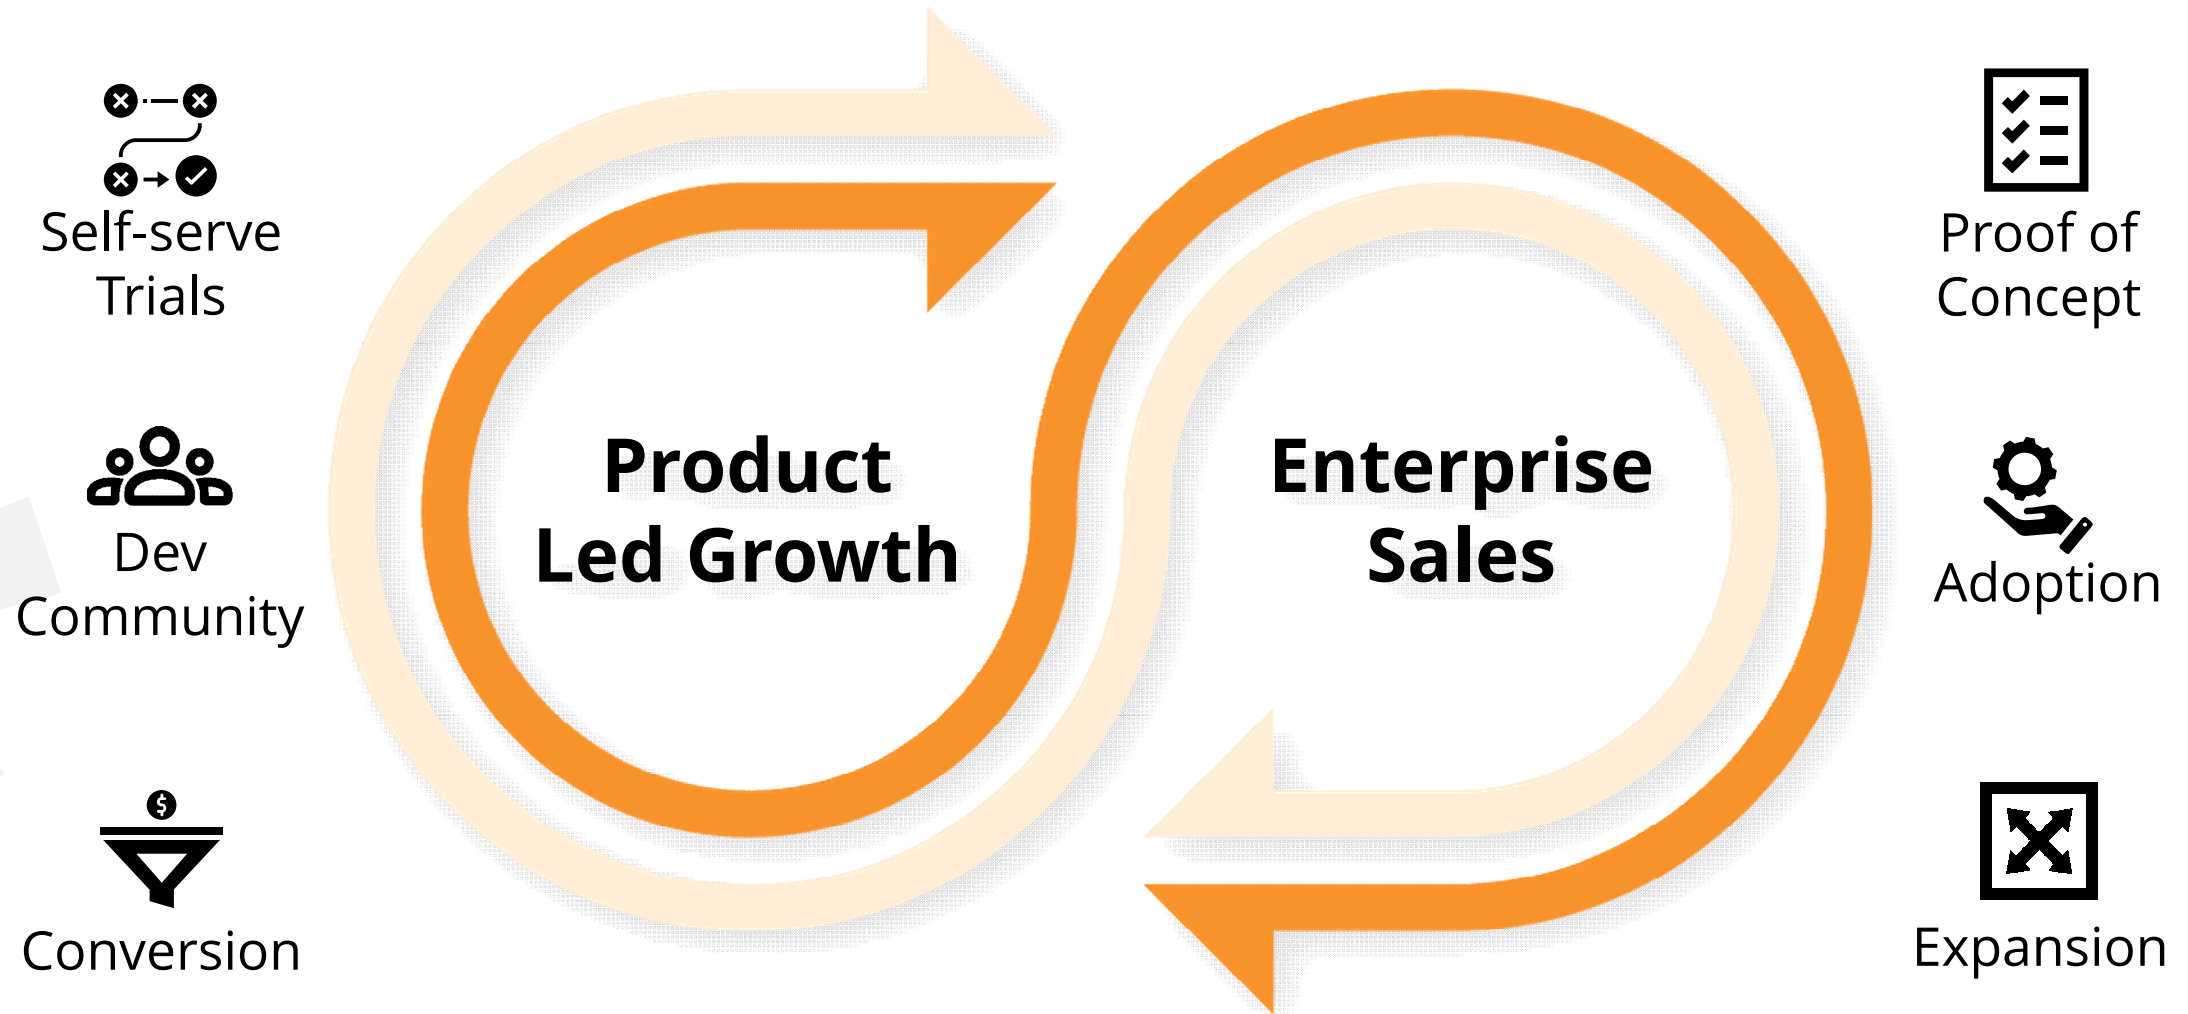 Self-serve
Trials
Dev
Community
Conversion
Product
Led Growth
Enterprise
Sales
Proof of
Concept
Adoption
Expansion